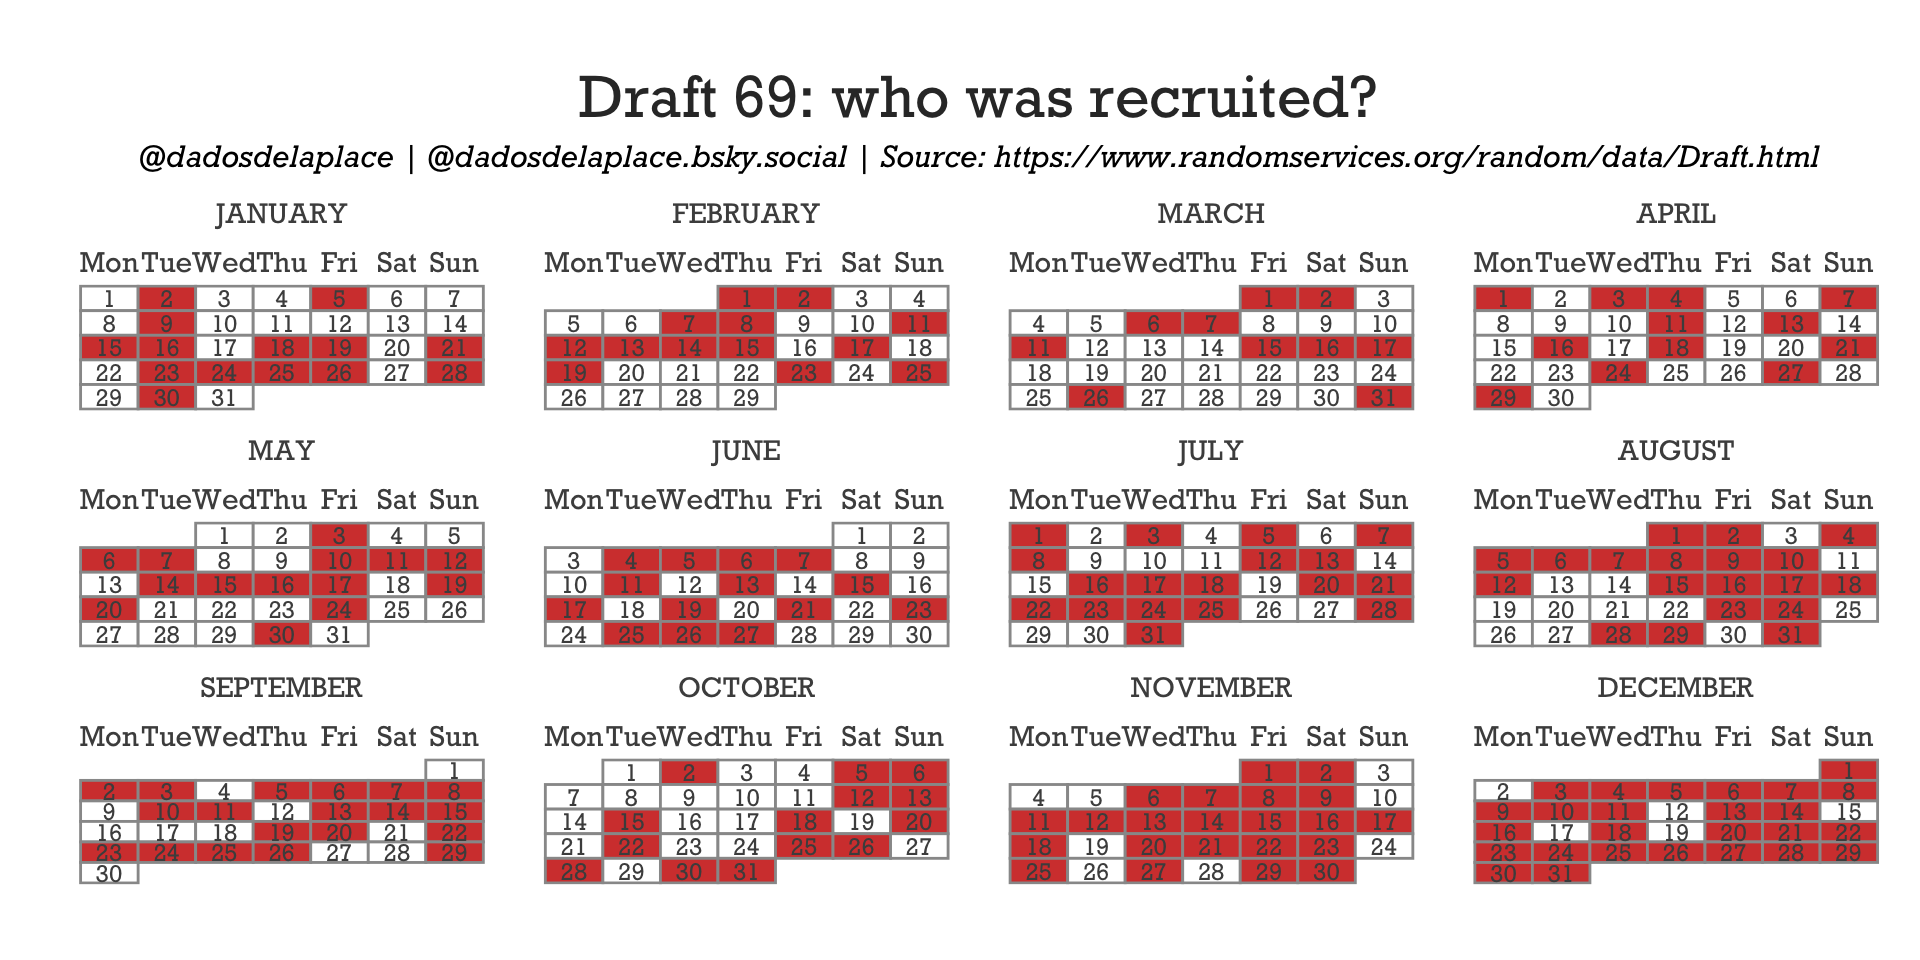 Draft 69: who was recruited?
@dadosdelaplace | @dadosdelaplace.bsky.social | Source: https://www.randomservices.org/random/data/Draft.html
JANUARY
Mon Tue Wed Thu Fri Sat Sun
1 2 3 4 5 6 7
8 9 10 11 12 13 14
15 16 17 18 19 20 21
22 23 24 25 26 27 28
29 30 31
FEBRUARY
Mon Tue Wed Thu Fri Sat Sun
1 2 3 4
5 6 7 8 9 10 11
12 13 14 15 16 17 18
19 20 21 22 23 24 25
26 27 28 29
MARCH
Mon Tue Wed Thu Fri Sat Sun
1 2 3
4 5 6 7 8 9 10
11 12 13 14 15 16 17
18 19 20 21 22 23 24
25 26 27 28 29 30 31
APRIL
Mon Tue Wed Thu Fri Sat Sun
1 2 3 4 5 6 7
8 9 10 11 12 13 14
15 16 17 18 19 20 21
22 23 24 25 26 27 28
29 30
MAY
Mon Tue Wed Thu Fri Sat Sun
1 2 3 4 5
6 7 8 9 10 11 12
13 14 15 16 17 18 19
20 21 22 23 24 25 26
27 28 29 30 31
JUNE
Mon Tue Wed Thu Fri Sat Sun
1 2
3 4 5 6 7 8 9
10 11 12 13 14 15 16
17 18 19 20 21 22 23
24 25 26 27 28 29 30
JULY
Mon Tue Wed Thu Fri Sat Sun
1 2 3 4 5 6 7
8 9 10 11 12 13 14
15 16 17 18 19 20 21
22 23 24 25 26 27 28
29 30 31
AUGUST
Mon Tue Wed Thu Fri Sat Sun
1 2 3 4
5 6 7 8 9 10 11
12 13 14 15 16 17 18
19 20 21 22 23 24 25
26 27 28 29 30 31
SEPTEMBER
Mon Tue Wed Thu Fri Sat Sun
1
2 3 4 5 6 7 8
9 10 11 12 13 14 15
16 17 18 19 20 21 22
23 24 25 26 27 28 29
30
OCTOBER
Mon Tue Wed Thu Fri Sat Sun
1 2 3 4 5 6
7 8 9 10 11 12 13
14 15 16 17 18 19 20
21 22 23 24 25 26 27
28 29 30 31
NOVEMBER
Mon Tue Wed Thu Fri Sat Sun
1 2 3
4 5 6 7 8 9 10
11 12 13 14 15 16 17
18 19 20 21 22 23 24
25 26 27 28 29 30
DECEMBER
Mon Tue Wed Thu Fri Sat Sun
1
2 3 4 5 6 7 8
9 10 11 12 13 14 15
16 17 18 19 20 21 22
23 24 25 26 27 28 29
30 31